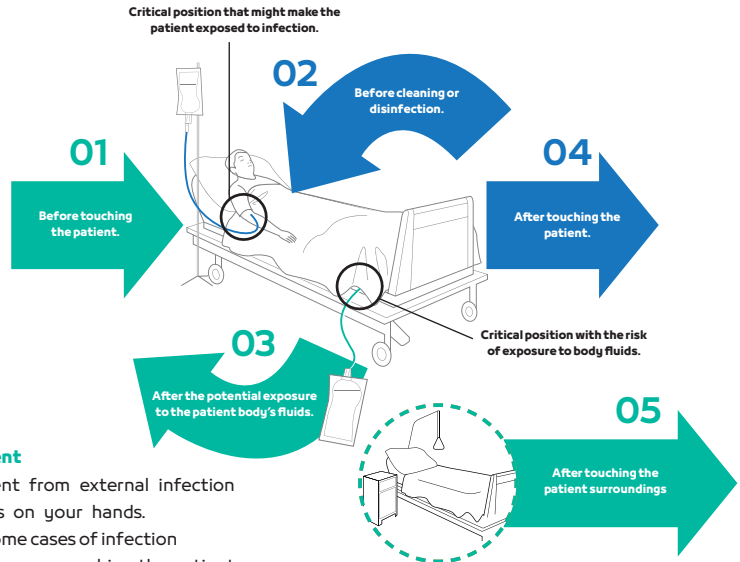 Critical position that might make the
patient exposed to infection.
02
Before cleaning or
disinfection.
01
Before touching
the patient.
04
After touching the
patient.
Critical position with the risk
of exposure to body fluids.
03
After the potential exposure
to the patient body's fluids.
05
After touching the
patient surroundings
ent from external infection
on your hands.
ome cases of infection
the patient